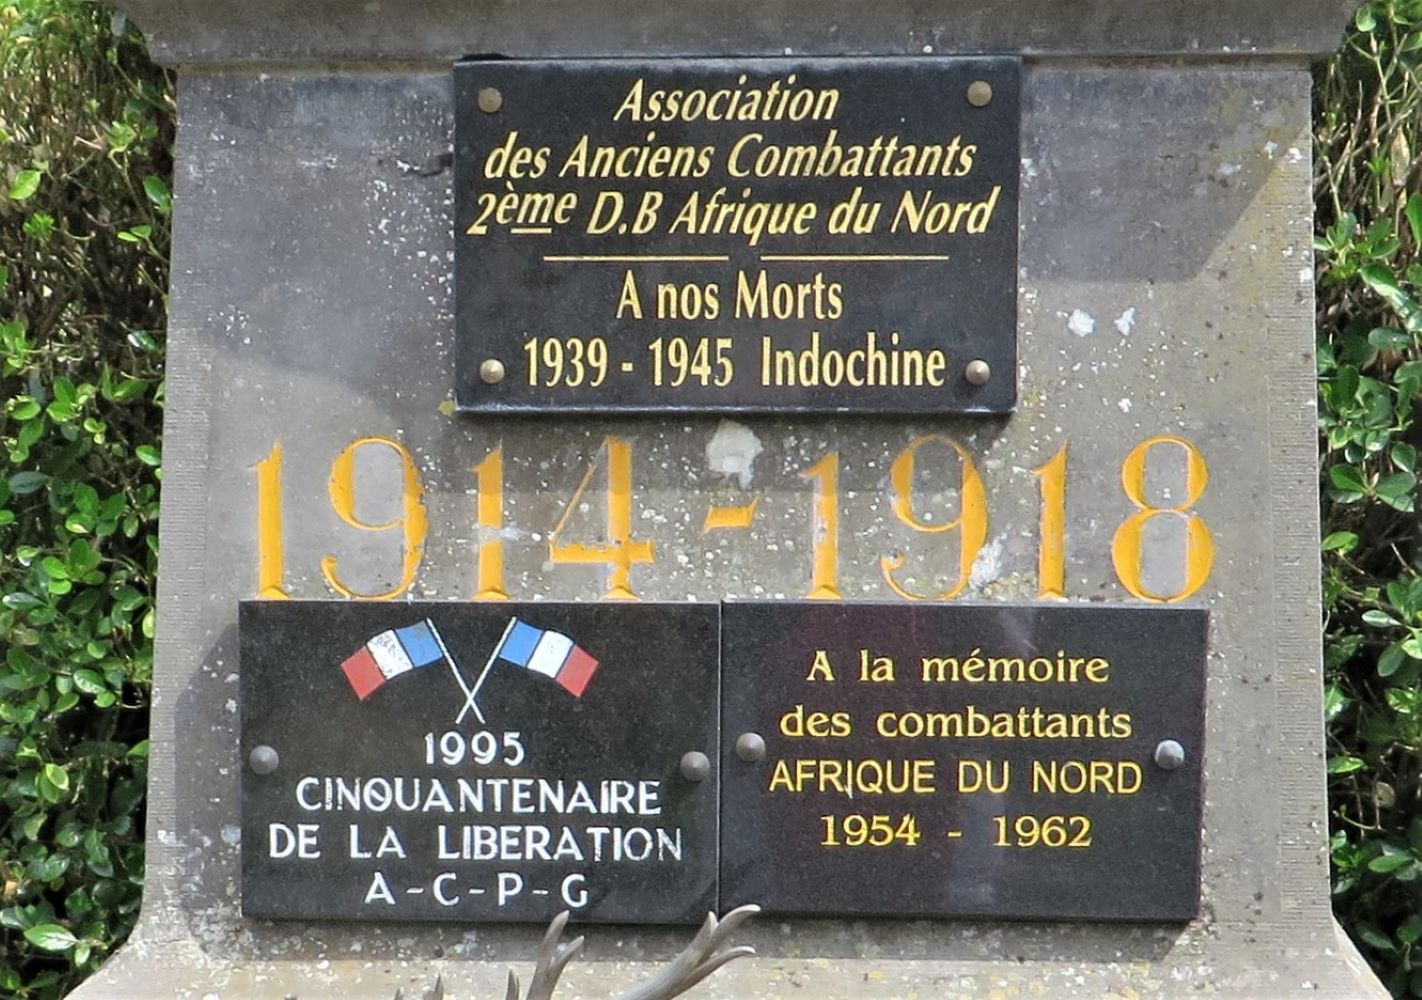 Association
des Anciens Combattants
2ème D.B Afrique du Nord
A nos Morts
1939 - 1945 Indochine
1914 - 1918
1995
CINQUANTENAIRE
DE LA LIBERATION
A-C-P-G
A la mémoire
des combattants
AFRIQUE DU NORD
1954 - 1962